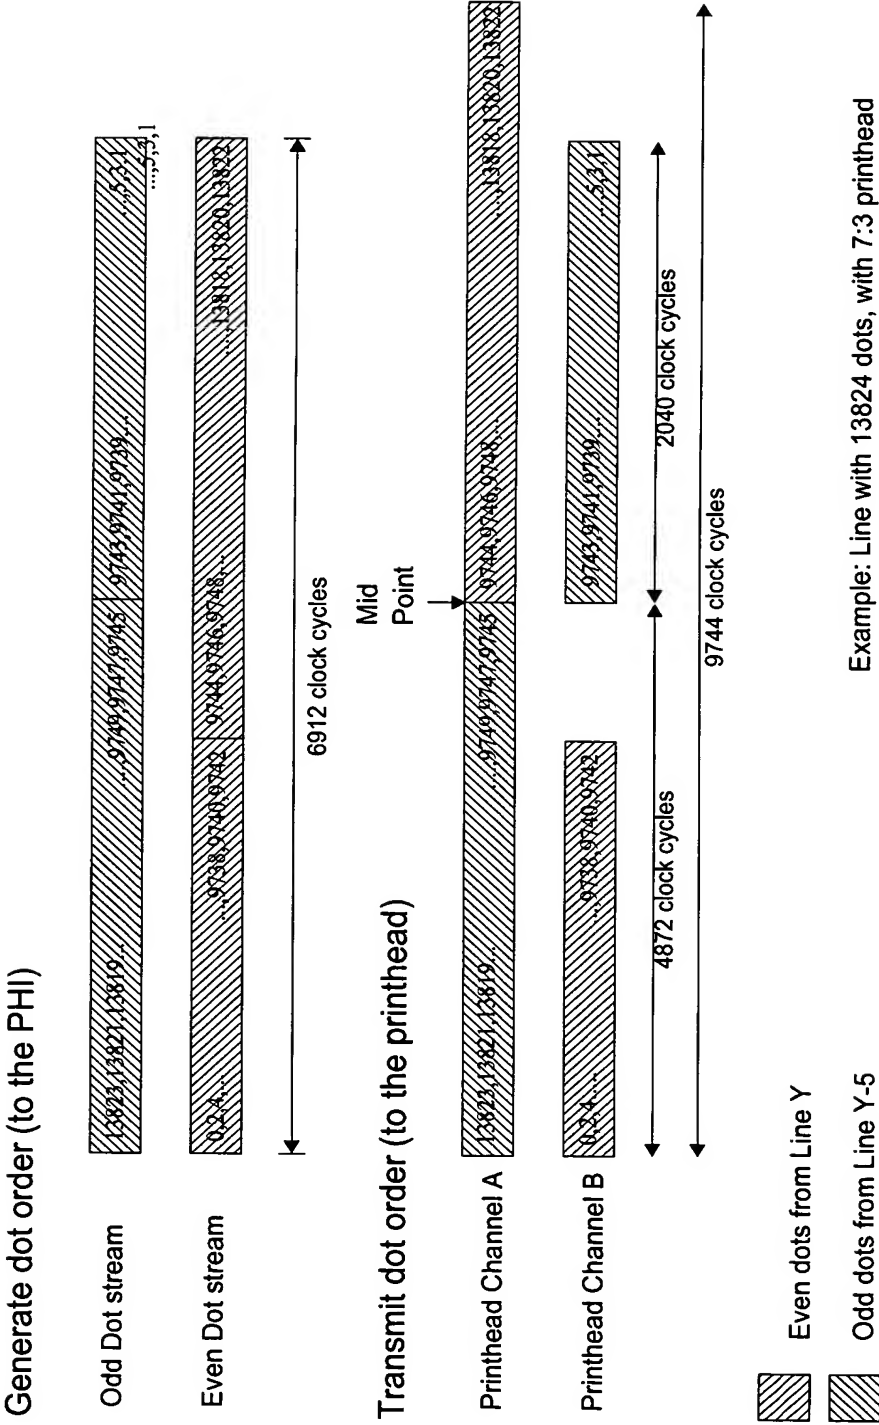 Generate dot order (to the PHI)
Odd Dot stream
13823,13821,13819...
...,9749,9747,9745
9743,9741,9739...
...,5,3,1
...,5,3,1
Even Dot stream
0,2,4,...
...,9738,9740,9742
9744,9746,9748,...
...,13818,13820,13822
6912 clock cycles
Transmit dot order (to the printhead)
Mid
Point
Printhead Channel A
13823,13821,13819...
...,9749,9747,9745
9744,9746,9748,...
...,13818,13820,13822
Printhead Channel B
0,2,4,...
...,9738,9740,9742
9743,9741,9739...
...5,3,1
4872 clock cycles
2040 clock cycles
9744 clock cycles
Even dots from Line Y
Odd dots from Line Y-5
Example: Line with 13824 dots, with 7:3 printhead